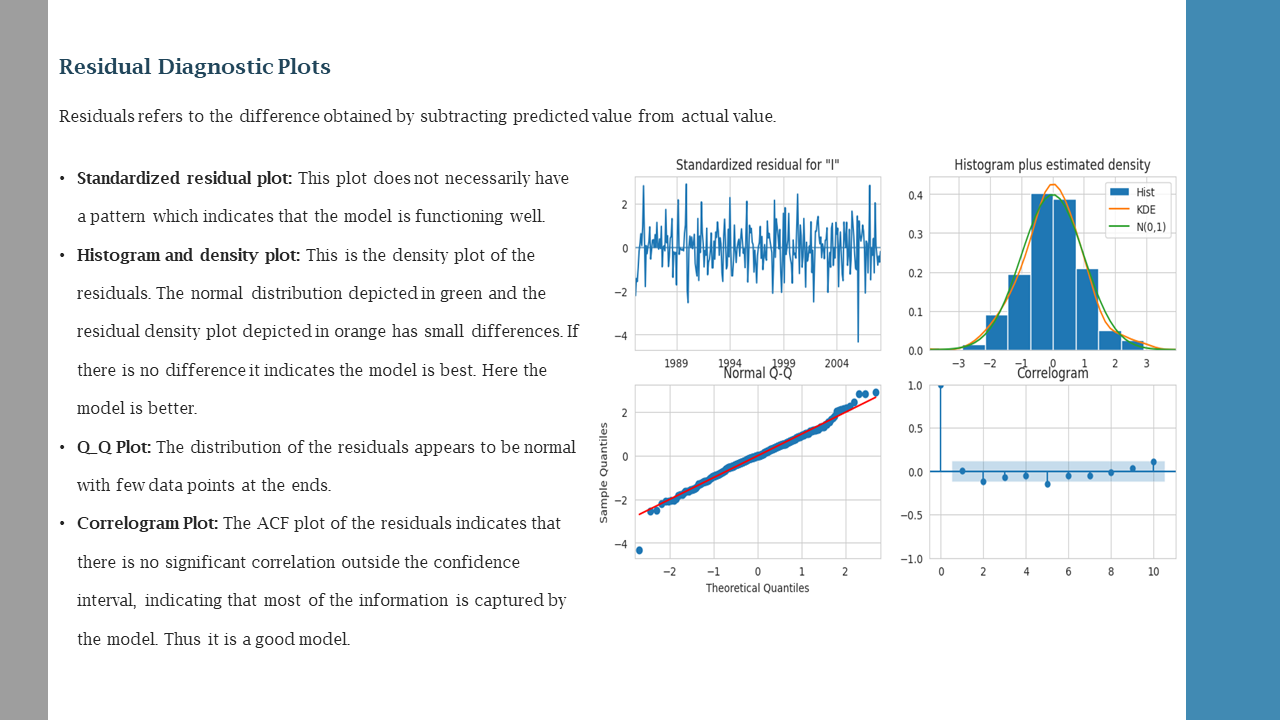 Residual Diagnostic Plots
Residuals refers to the difference obtained by subtracting predicted value from actual value.
• Standardized residual plot: This plot does not necessarily have
a pattern which indicates that the model is functioning well.
• Histogram and density plot: This is the density plot of the
residuals. The normal distribution depicted in green and the
residual density plot depicted in orange has small differences. If
there is no difference it indicates the model is best. Here the
model is better.
• Q_Q Plot: The distribution of the residuals appears to be normal
with few data points at the ends.
• Correlogram Plot: The ACF plot of the residuals indicates that
there is no significant correlation outside the confidence
interval, indicating that most of the information is captured by
the model. Thus it is a good model.
Standardized residual for "I"
2
0
−2
−4
1989 1994 1999 2004
Histogram plus estimated density
Hist
KDE
N(0,1)
0.4
0.3
0.2
0.1
0.0
−3 −2 −1 0 1 2 3
Normal Q-Q
Sample Quantiles
2
0
−2
−4
−2 −1 0 1 2
Theoretical Quantiles
Correlogram
1.0
0.5
0.0
−0.5
−1.0
0 2 4 6 8 10